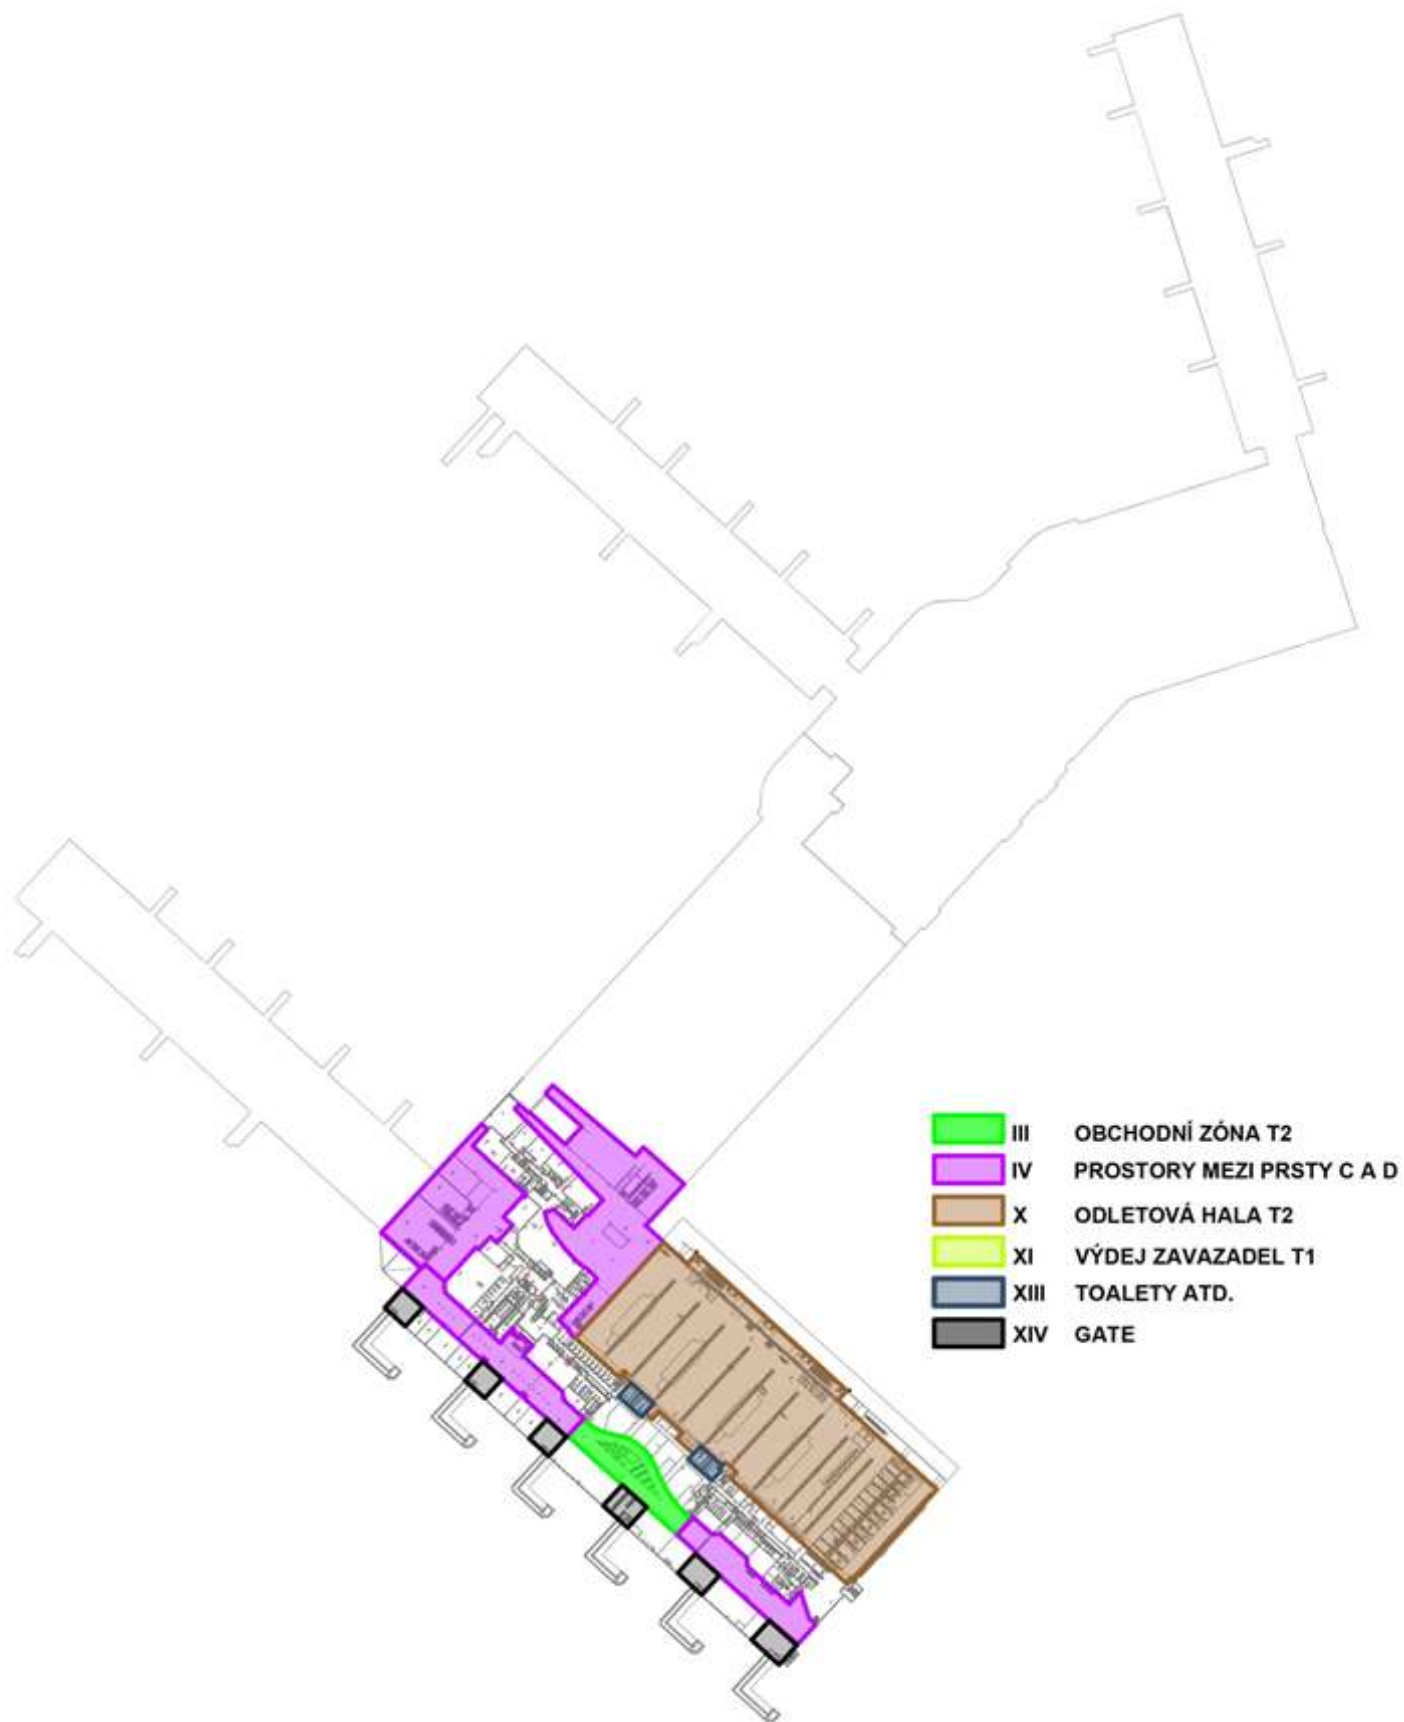 III OBCHODNÍ ZÓNA T2
IV PROSTORY MEZI PRSTY C A D
X ODLETOVÁ HALA T2
XI VÝDEJ ZAVAZADEL T1
XIII TOALETY ATD.
XIV GATE